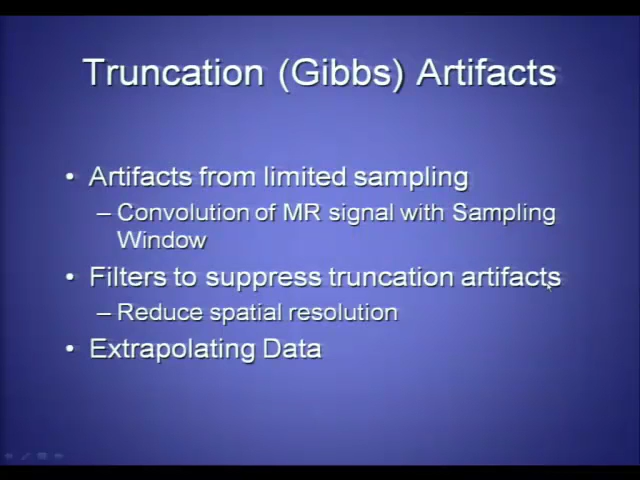 Truncation (Gibbs) Artifacts
• Artifacts from limited sampling
– Convolution of MR signal with Sampling
Window
• Filters to suppress truncation artifacts
– Reduce spatial resolution
• Extrapolating Data